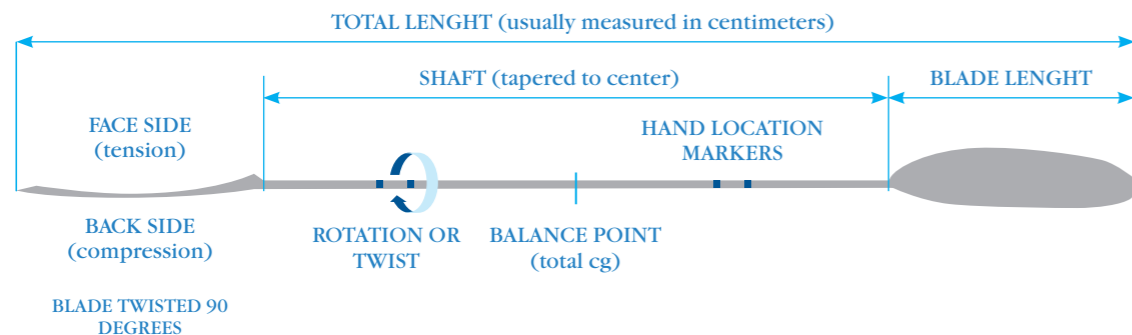 TOTAL LENGHT (usually measured in centimeters)
SHAFT (tapered to center)
BLADE LENGHT
FACE SIDE
(tension)
HAND LOCATION
MARKERS
BACK SIDE
(compression)
ROTATION OR
TWIST
BALANCE POINT
(total cg)
BLADE TWISTED 90
DEGREES